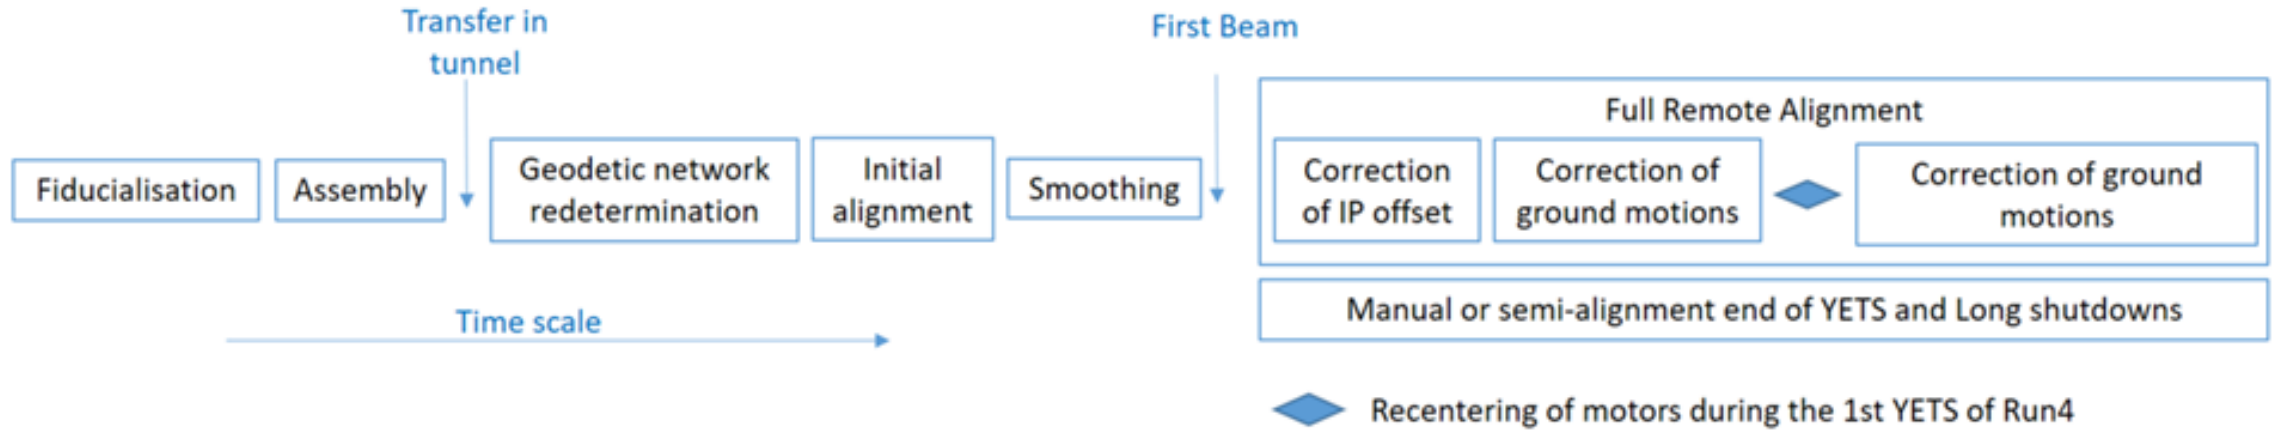 Transfer in
tunnel
First Beam
Full Remote Alignment
Fiducialisation
Assembly
Geodetic network
redetermination
Initial
alignment
Smoothing
Correction
of IP offset
Correction of
ground motions
Correction of ground
motions
Time scale
Manual or semi-alignment end of YETS and Long shutdowns
Recentering of motors during the 1st YETS of Run4